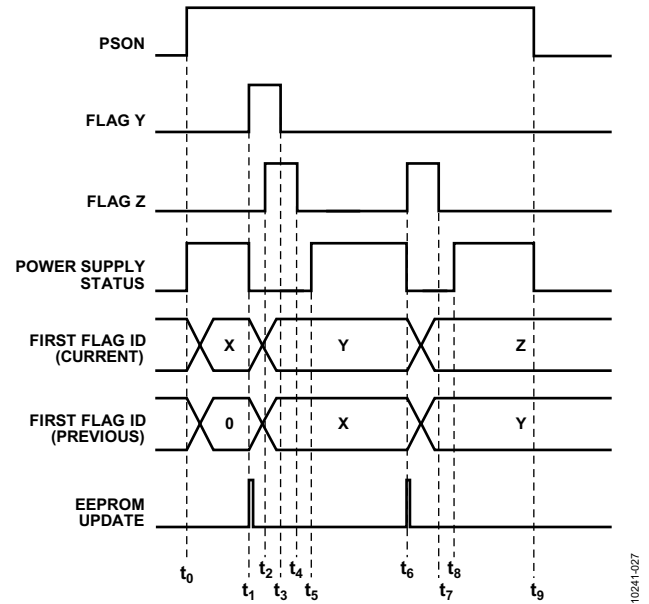 PSON
FLAG Y
FLAG Z
POWER SUPPLY
STATUS
FIRST FLAG ID
(CURRENT)
X
Y
Z
FIRST FLAG ID
(PREVIOUS)
0
X
Y
EEPROM
UPDATE
t0
t1
t2
t3
t4
t5
t6
t7
t8
t9
10241-027